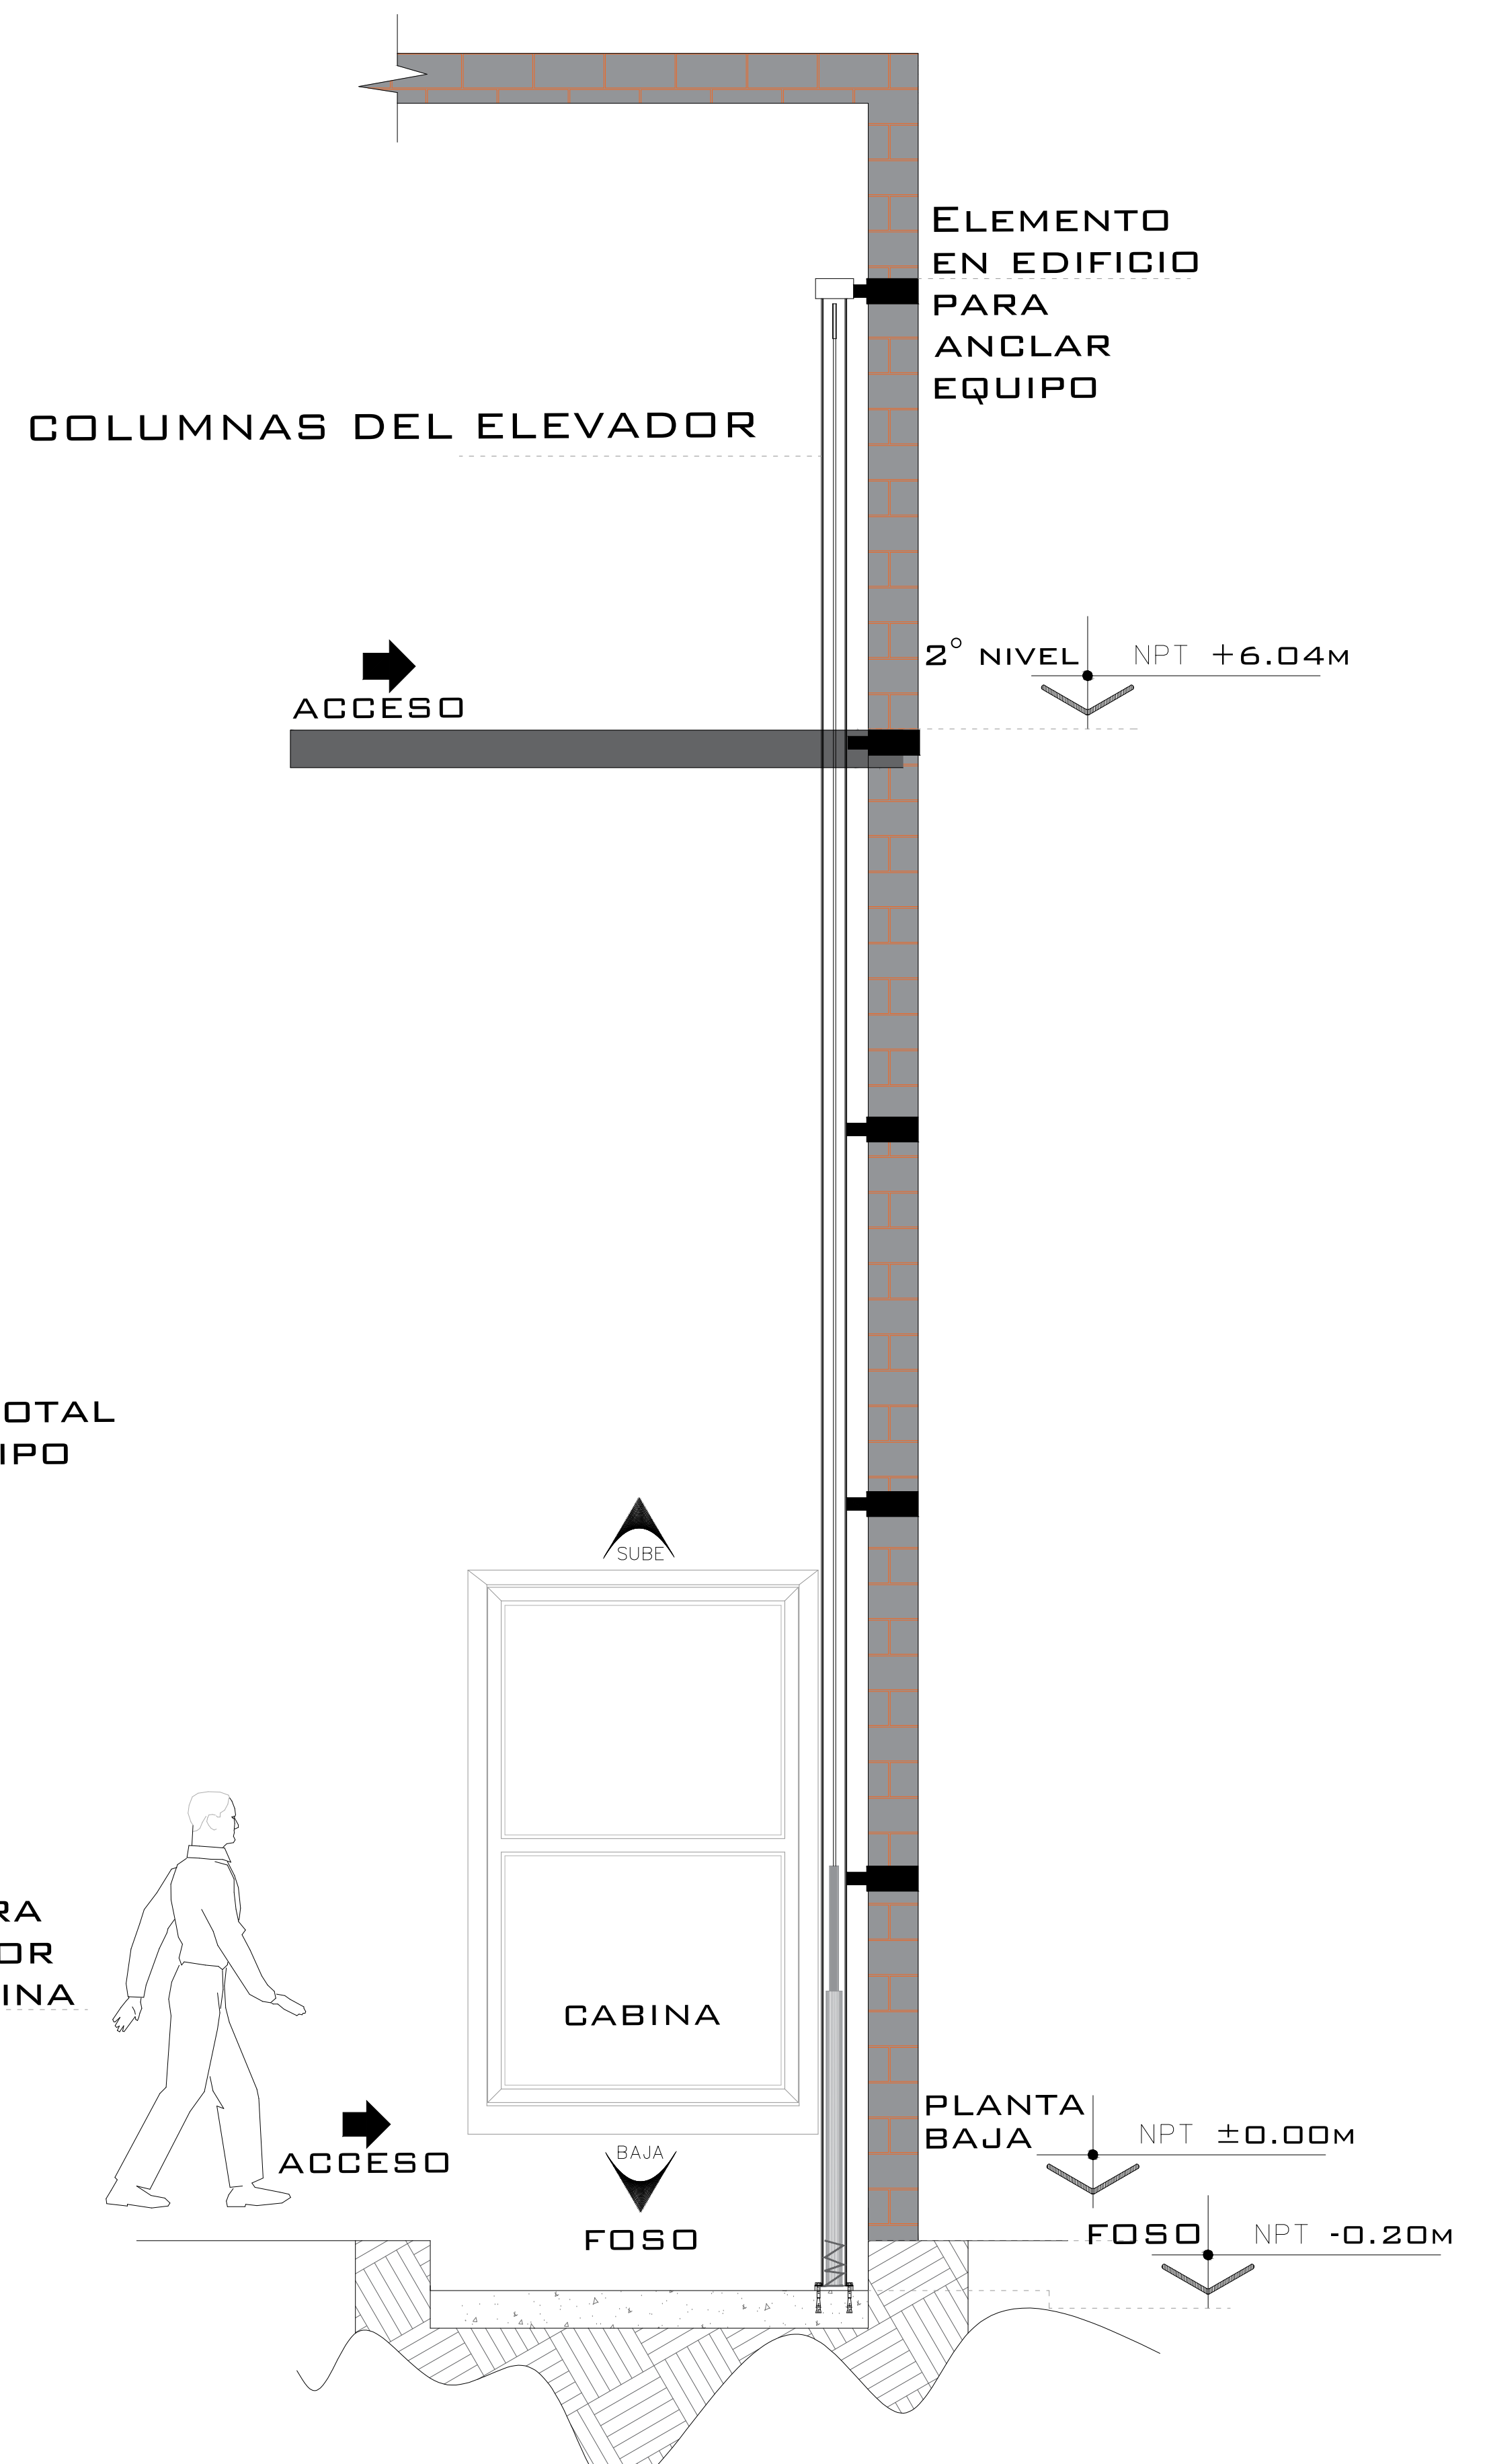 ELEMENTO
EN EDIFICIO
PARA
ANCLAR
EQUIPO
COLUMNAS DEL ELEVADOR
2° NIVEL NPT +6.04M
ACCESO
OTAL
IPO
SUBE
RA
OR
INA
CABINA
PLANTA
BAJA NPT ±0.00M
ACCESO
BAJA
FOSO
FOSO NPT -0.20M